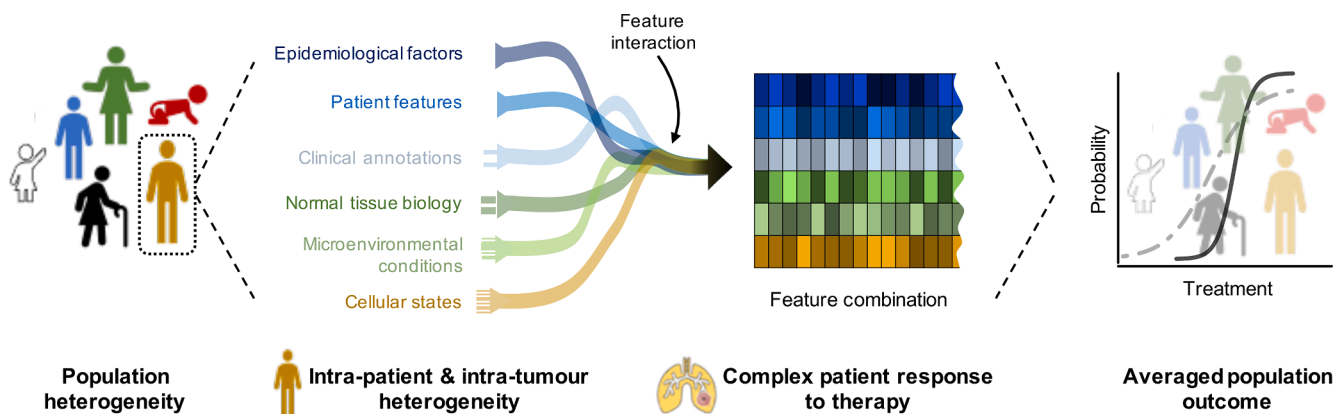 Feature
interaction
Epidemiological factors
Patient features
Clinical annotations
Normal tissue biology
Microenvironmental
conditions
Cellular states
Feature combination
Probability
Treatment
Population
heterogeneity
Intra-patient & intra-tumour
heterogeneity
Complex patient response
to therapy
Averaged population
outcome